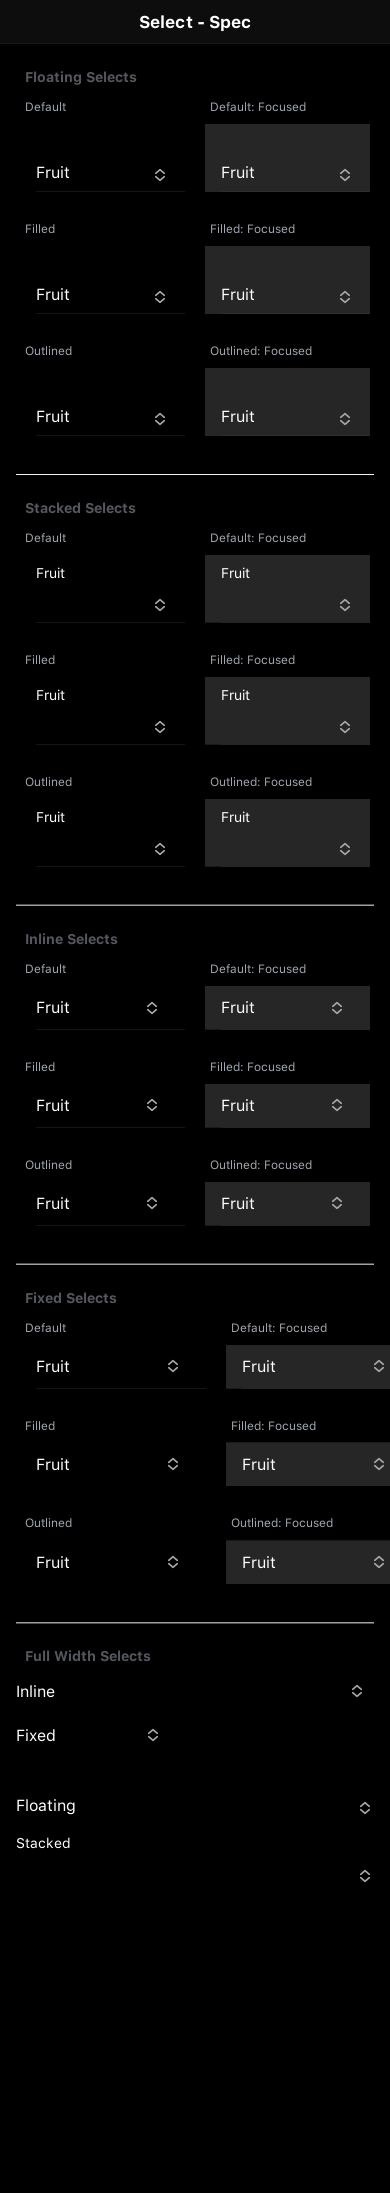 Select - Spec
Floating Selects
Default Default: Focused
Fruit Fruit
Filled Filled: Focused
Fruit Fruit
Outlined Outlined: Focused
Fruit Fruit
Stacked Selects
Default Default: Focused
Fruit Fruit
Filled Filled: Focused
Fruit Fruit
Outlined Outlined: Focused
Fruit Fruit
Inline Selects
Default Default: Focused
Fruit Fruit
Filled Filled: Focused
Fruit Fruit
Outlined Outlined: Focused
Fruit Fruit
Fixed Selects
Default Default: Focused
Fruit Fruit
Filled Filled: Focused
Fruit Fruit
Outlined Outlined: Focused
Fruit Fruit
Full Width Selects
Inline
Fixed
Floating
Stacked